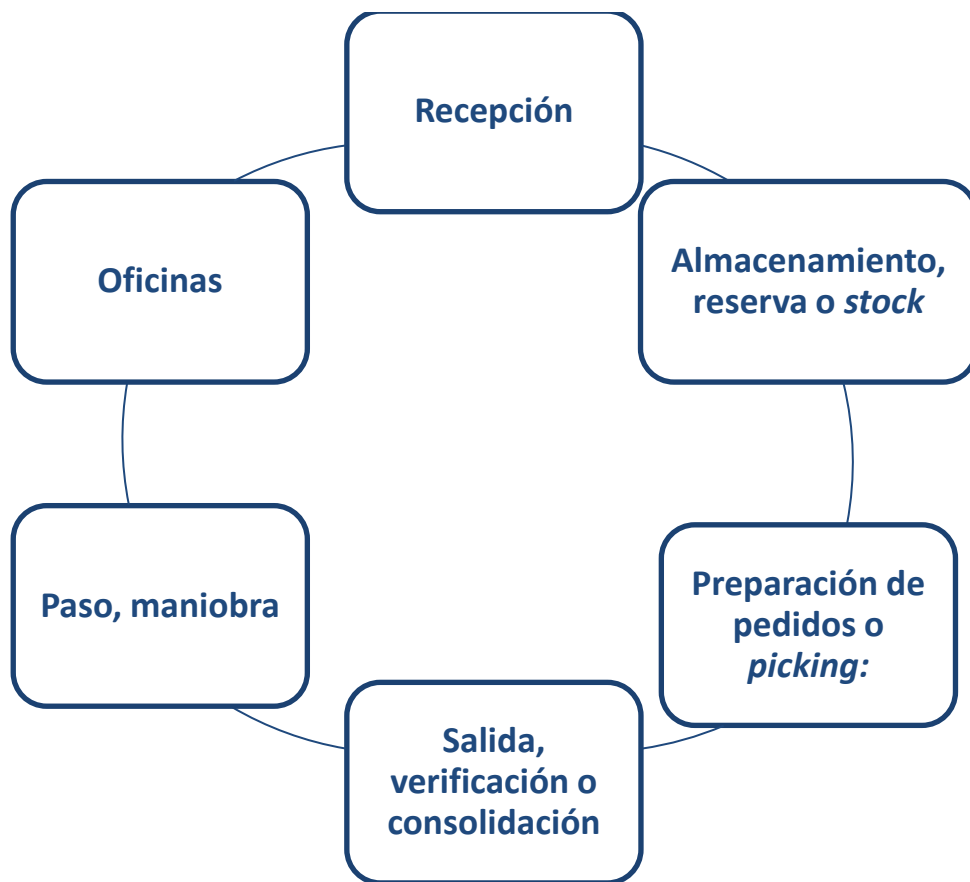 Recepción
Almacenamiento,
reserva o stock
Preparación de
pedidos o
picking:
Salida,
verificación o
consolidación
Paso, maniobra
Oficinas